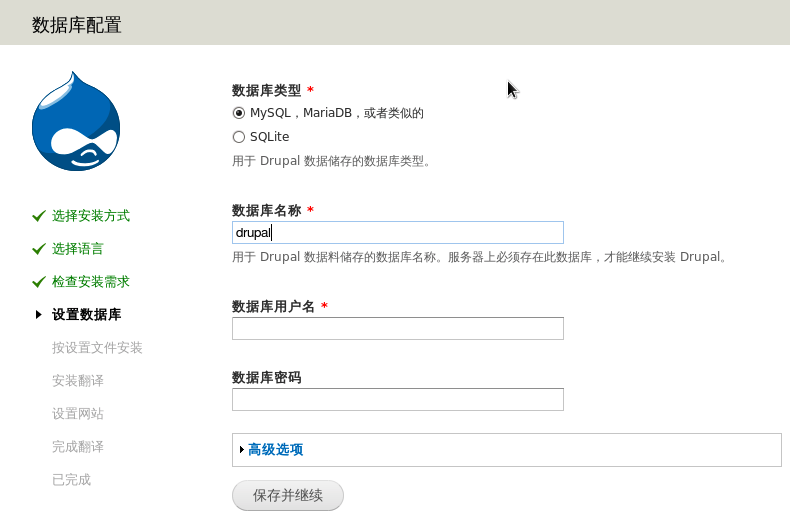 数据库配置
选择安装方式
选择语言
检查安装需求
设置数据库
按设置文件安装
安装翻译
设置网站
完成翻译
已完成
数据库类型 *
MySQL，MariaDB，或者类似的
SQLite
用于 Drupal 数据储存的数据库类型。
数据库名称 *
drupal
用于 Drupal 数据料储存的数据库名称。服务器上必须存在此数据库，才能继续安装 Drupal。
数据库用户名 *
数据库密码
高级选项
保存并继续